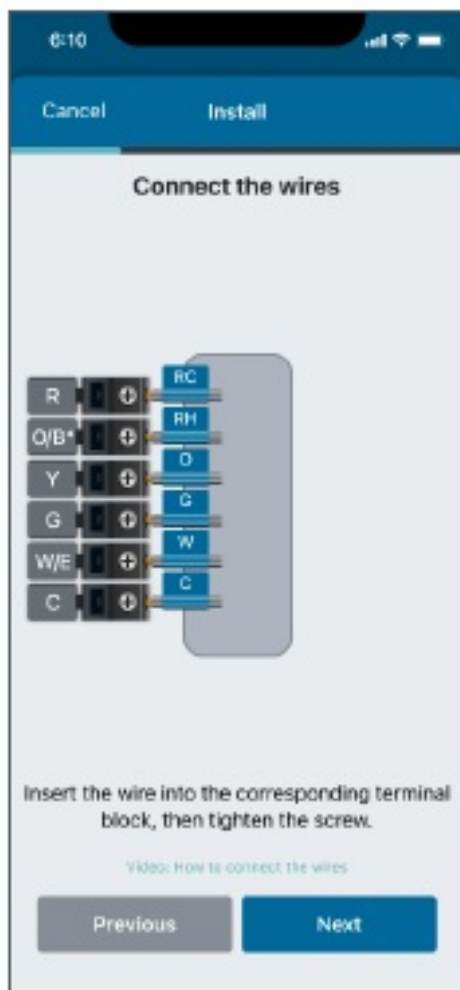 6:10
Cancel Install
Connect the wires
R RC
O/B* RH
Y O
G G
W/E W
C C
Insert the wire into the corresponding terminal
block, then tighten the screw.
Video: How to connect the wires
Previous Next